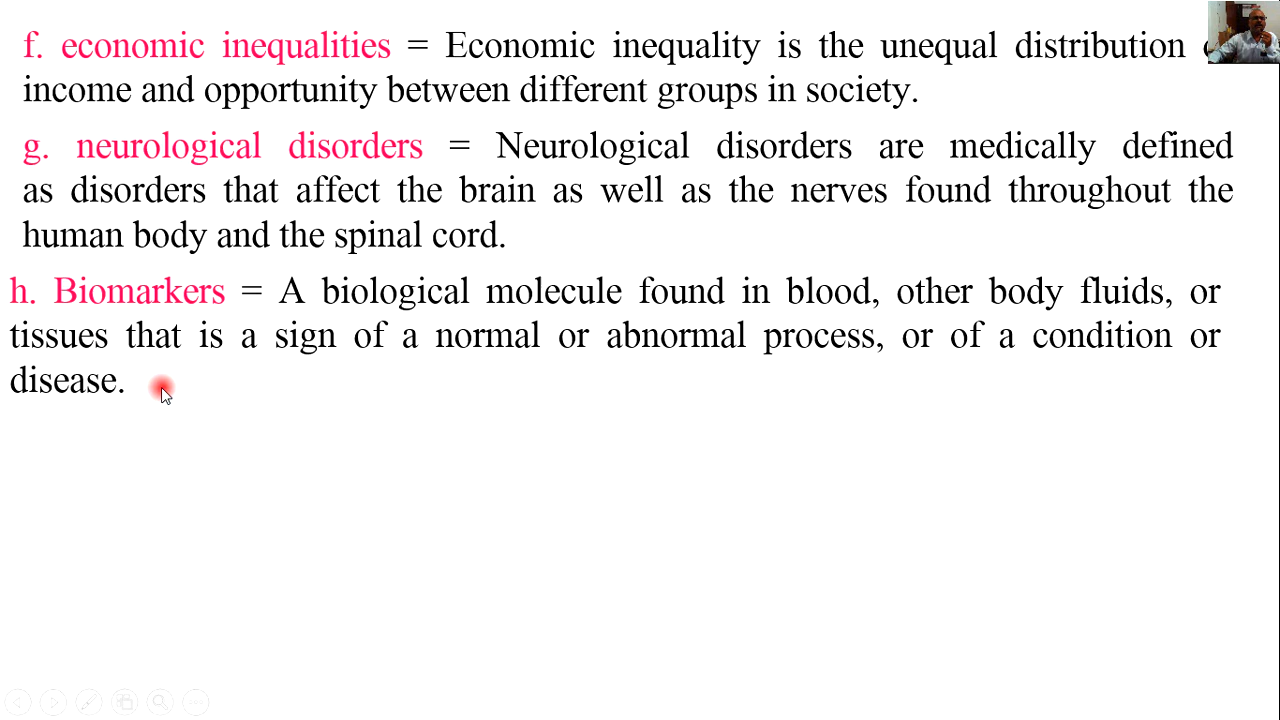 f. economic inequalities = Economic inequality is the unequal distribution
income and opportunity between different groups in society.
g. neurological disorders = Neurological disorders are medically defined
as disorders that affect the brain as well as the nerves found throughout the
human body and the spinal cord.
h. Biomarkers = A biological molecule found in blood, other body fluids, or
tissues that is a sign of a normal or abnormal process, or of a condition or
disease.